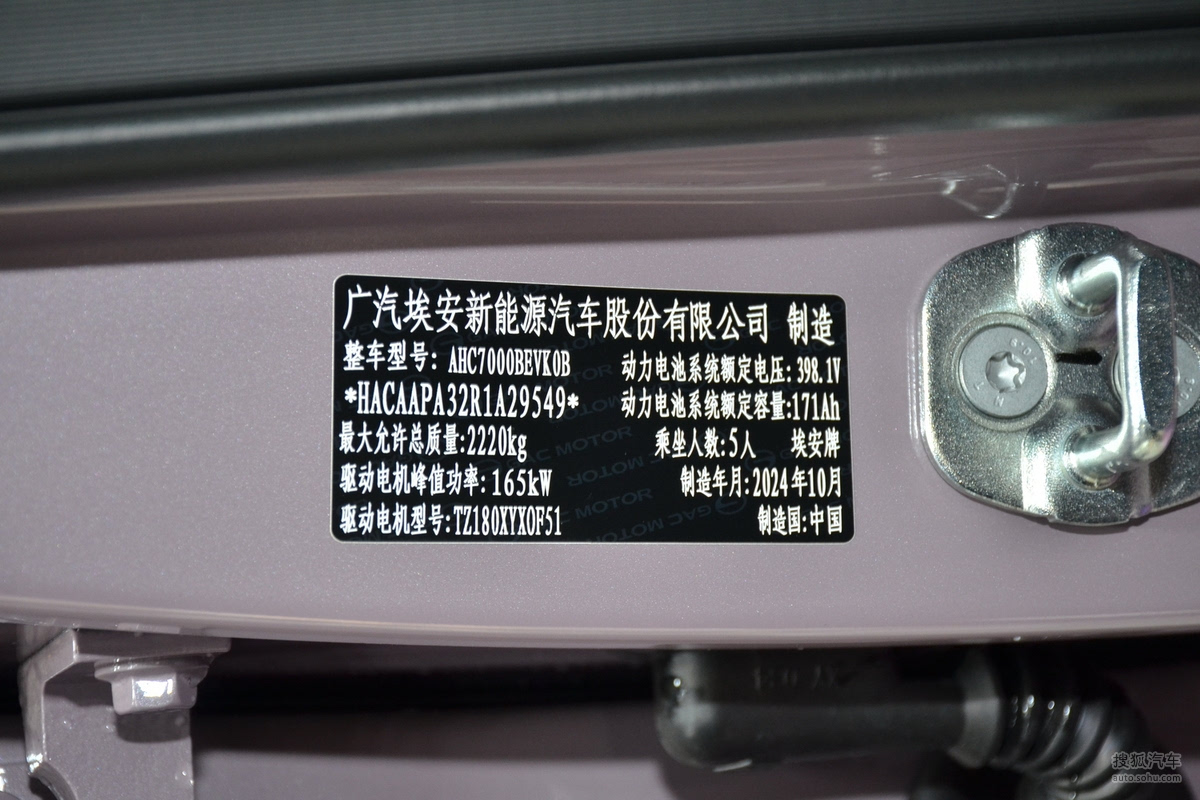 广汽埃安新能源汽车股份有限公司 制造
整车型号: AHC7000BEVK0B 动力电池系统额定电压: 398.1V
*HACAAPA32R1A29549* 动力电池系统额定容量:171Ah
最大允许总质量:2220kg 乘坐人数:5人 埃安牌
驱动电机峰值功率:165kW 制造年月:2024年10月
驱动电机型号:TZ180XYX0F51 制造国:中国
GAC MOTOR
搜狐汽车
auto.sohu.com